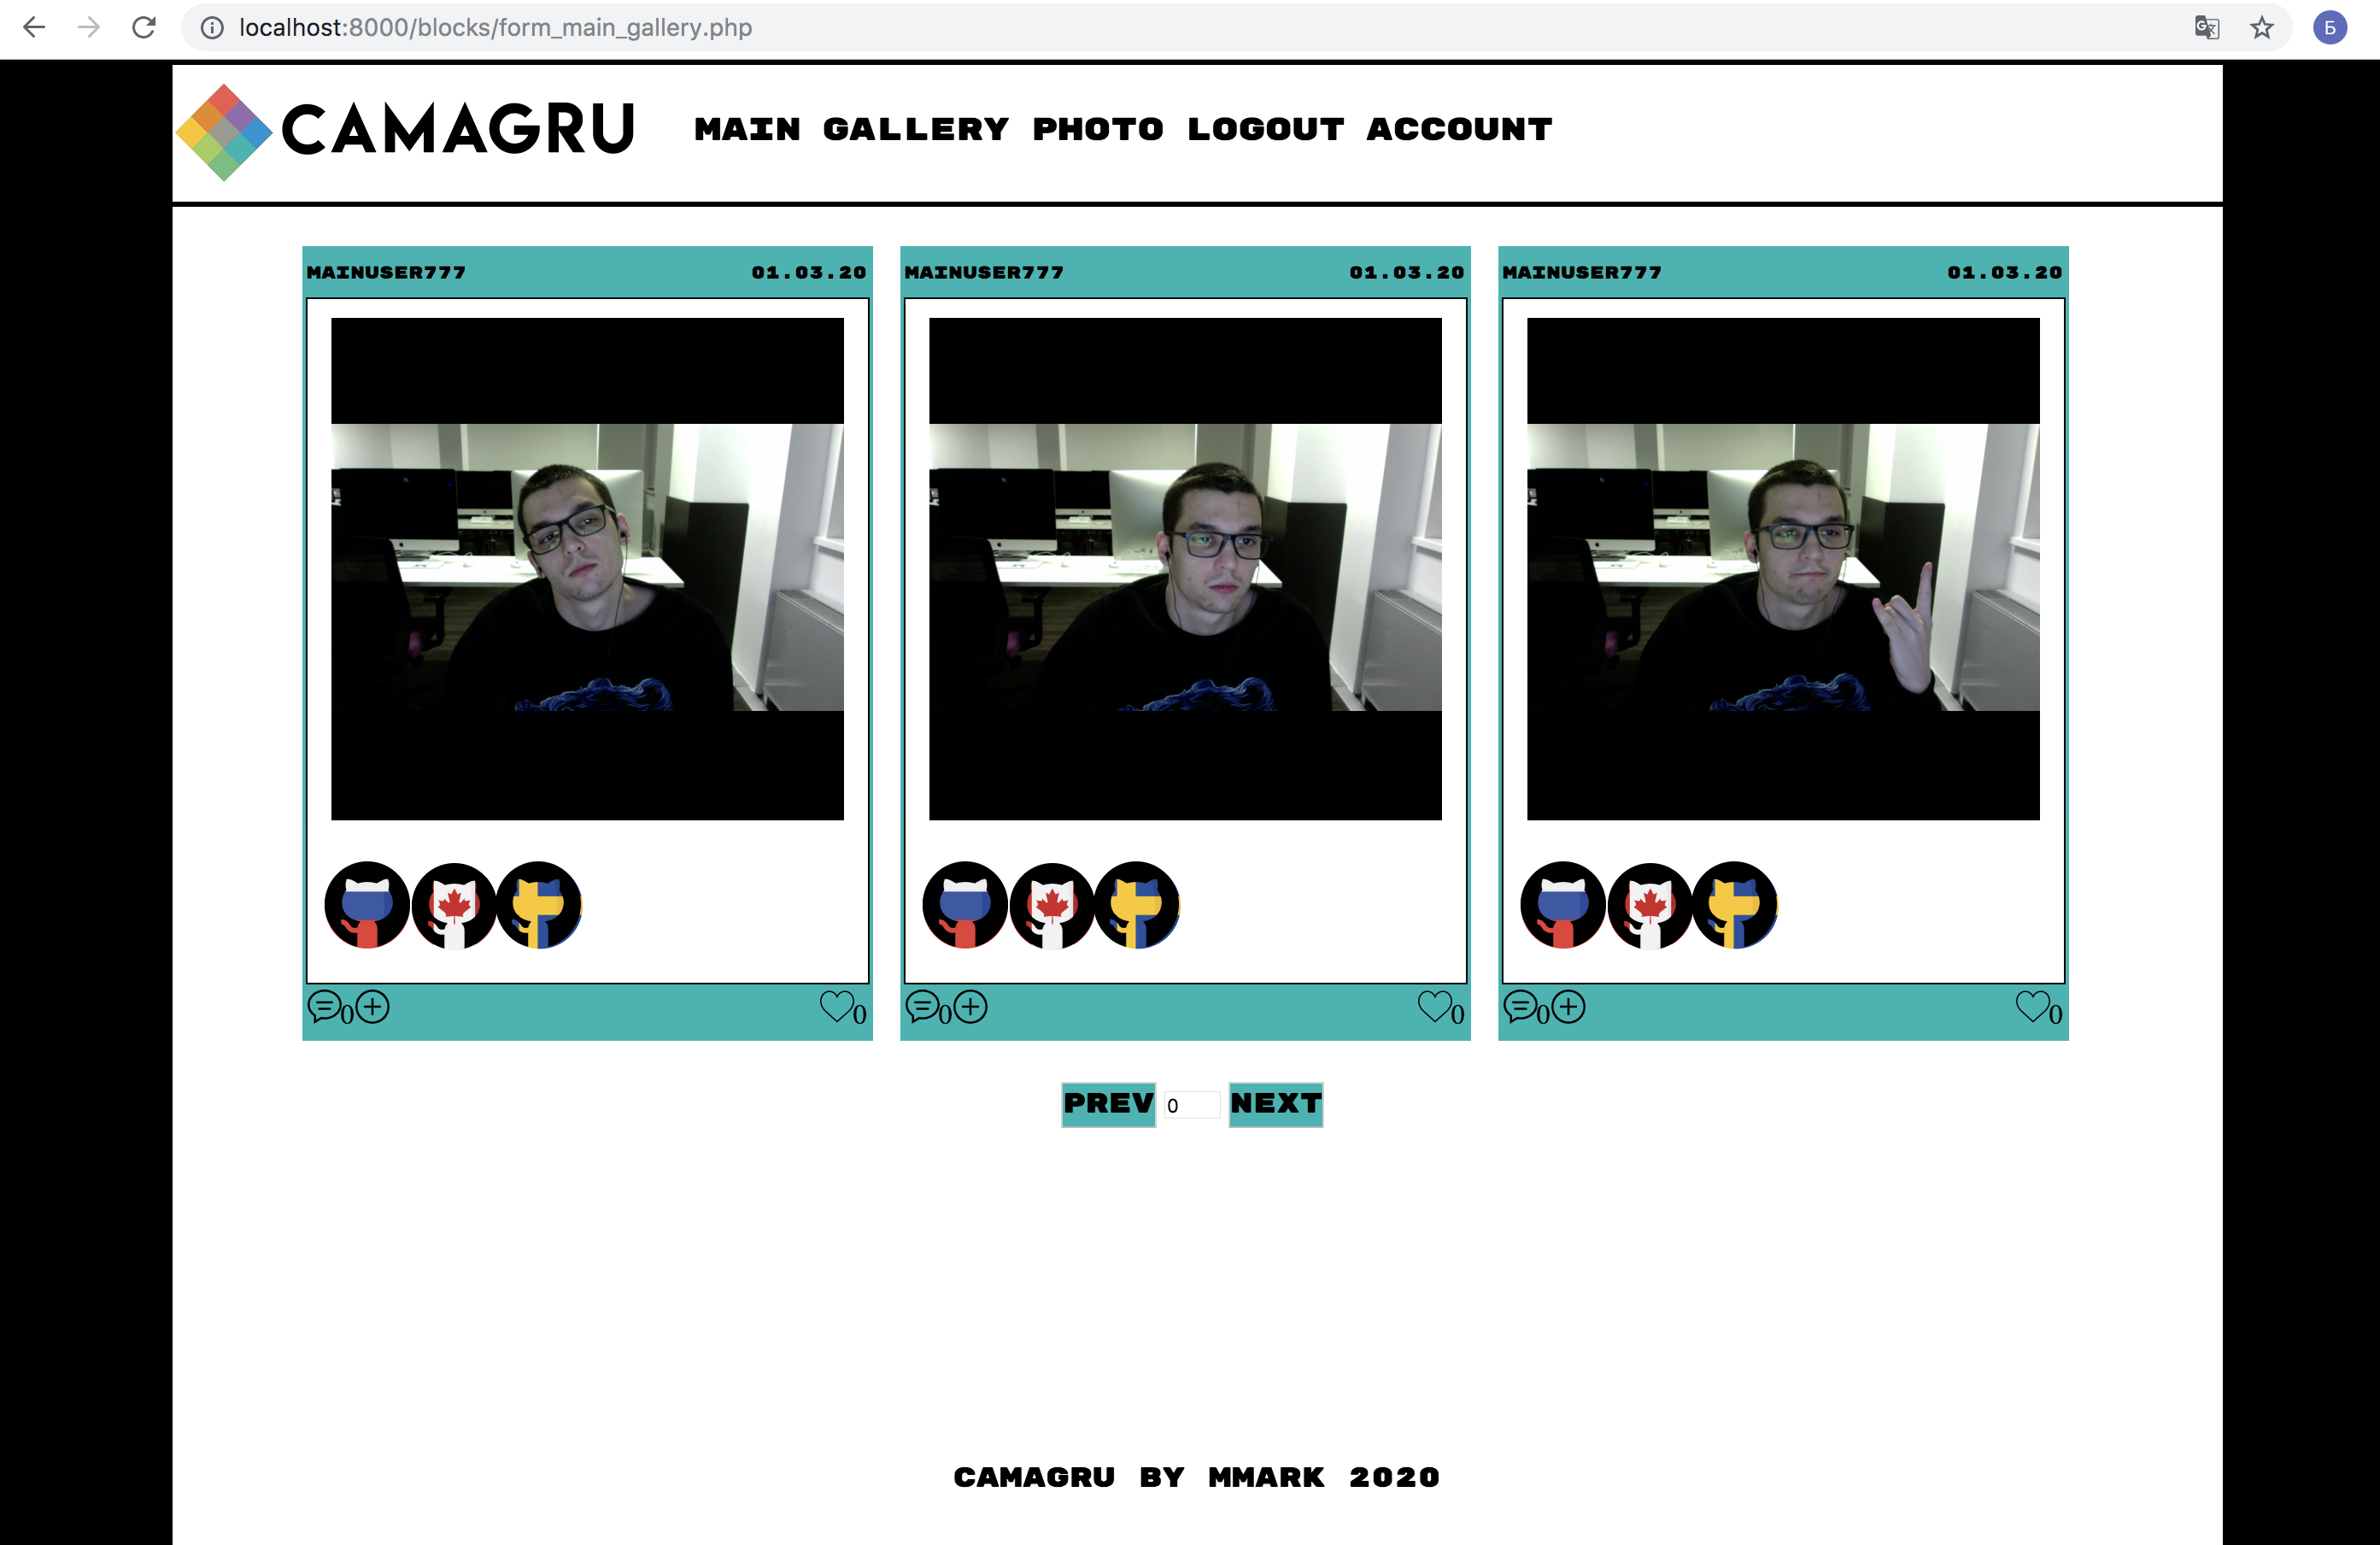 localhost:8000/blocks/form_main_gallery.php
Б
CAMAGRU
MAIN GALLERY PHOTO LOGOUT ACCOUNT
MAINUSER777 01.03.20
MAINUSER777 01.03.20
MAINUSER777 01.03.20
0 0
0 0
0 0
PREV 0 NEXT
CAMAGRU BY MMARK 2020